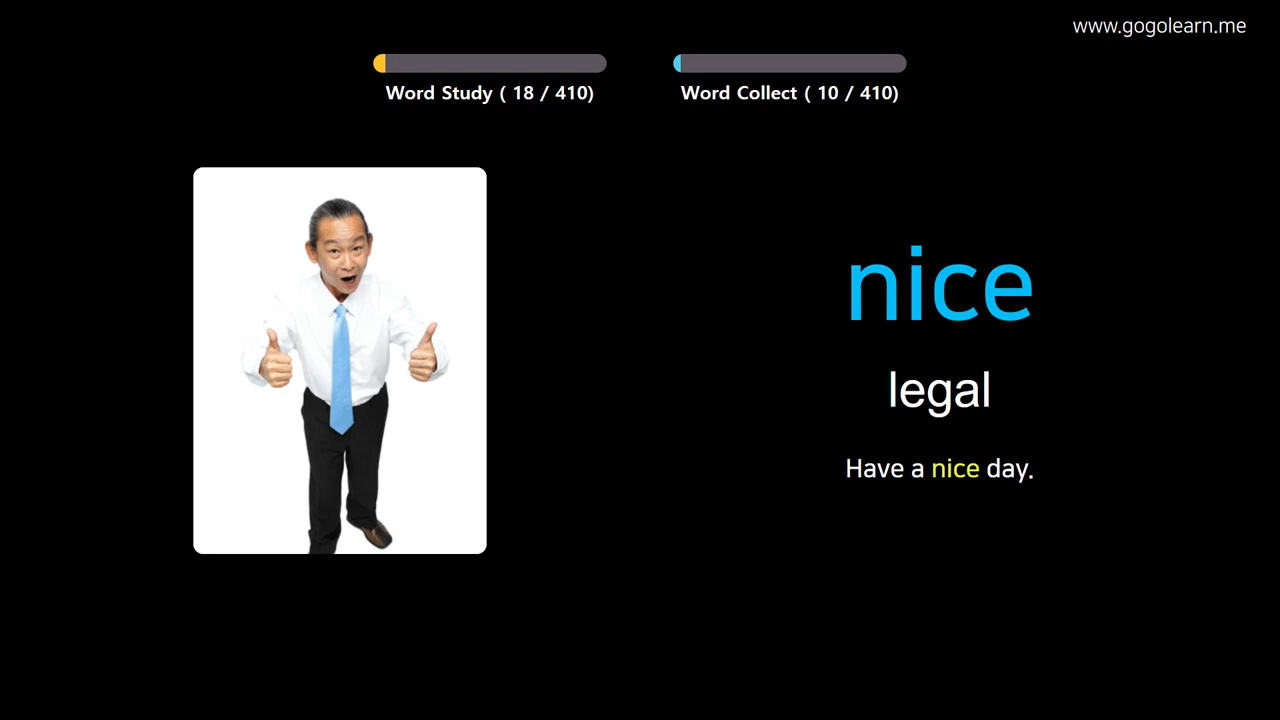 www.gogolearn.me
Word Study ( 18 / 410)
Word Collect ( 10 / 410)
nice
legal
Have a nice day.